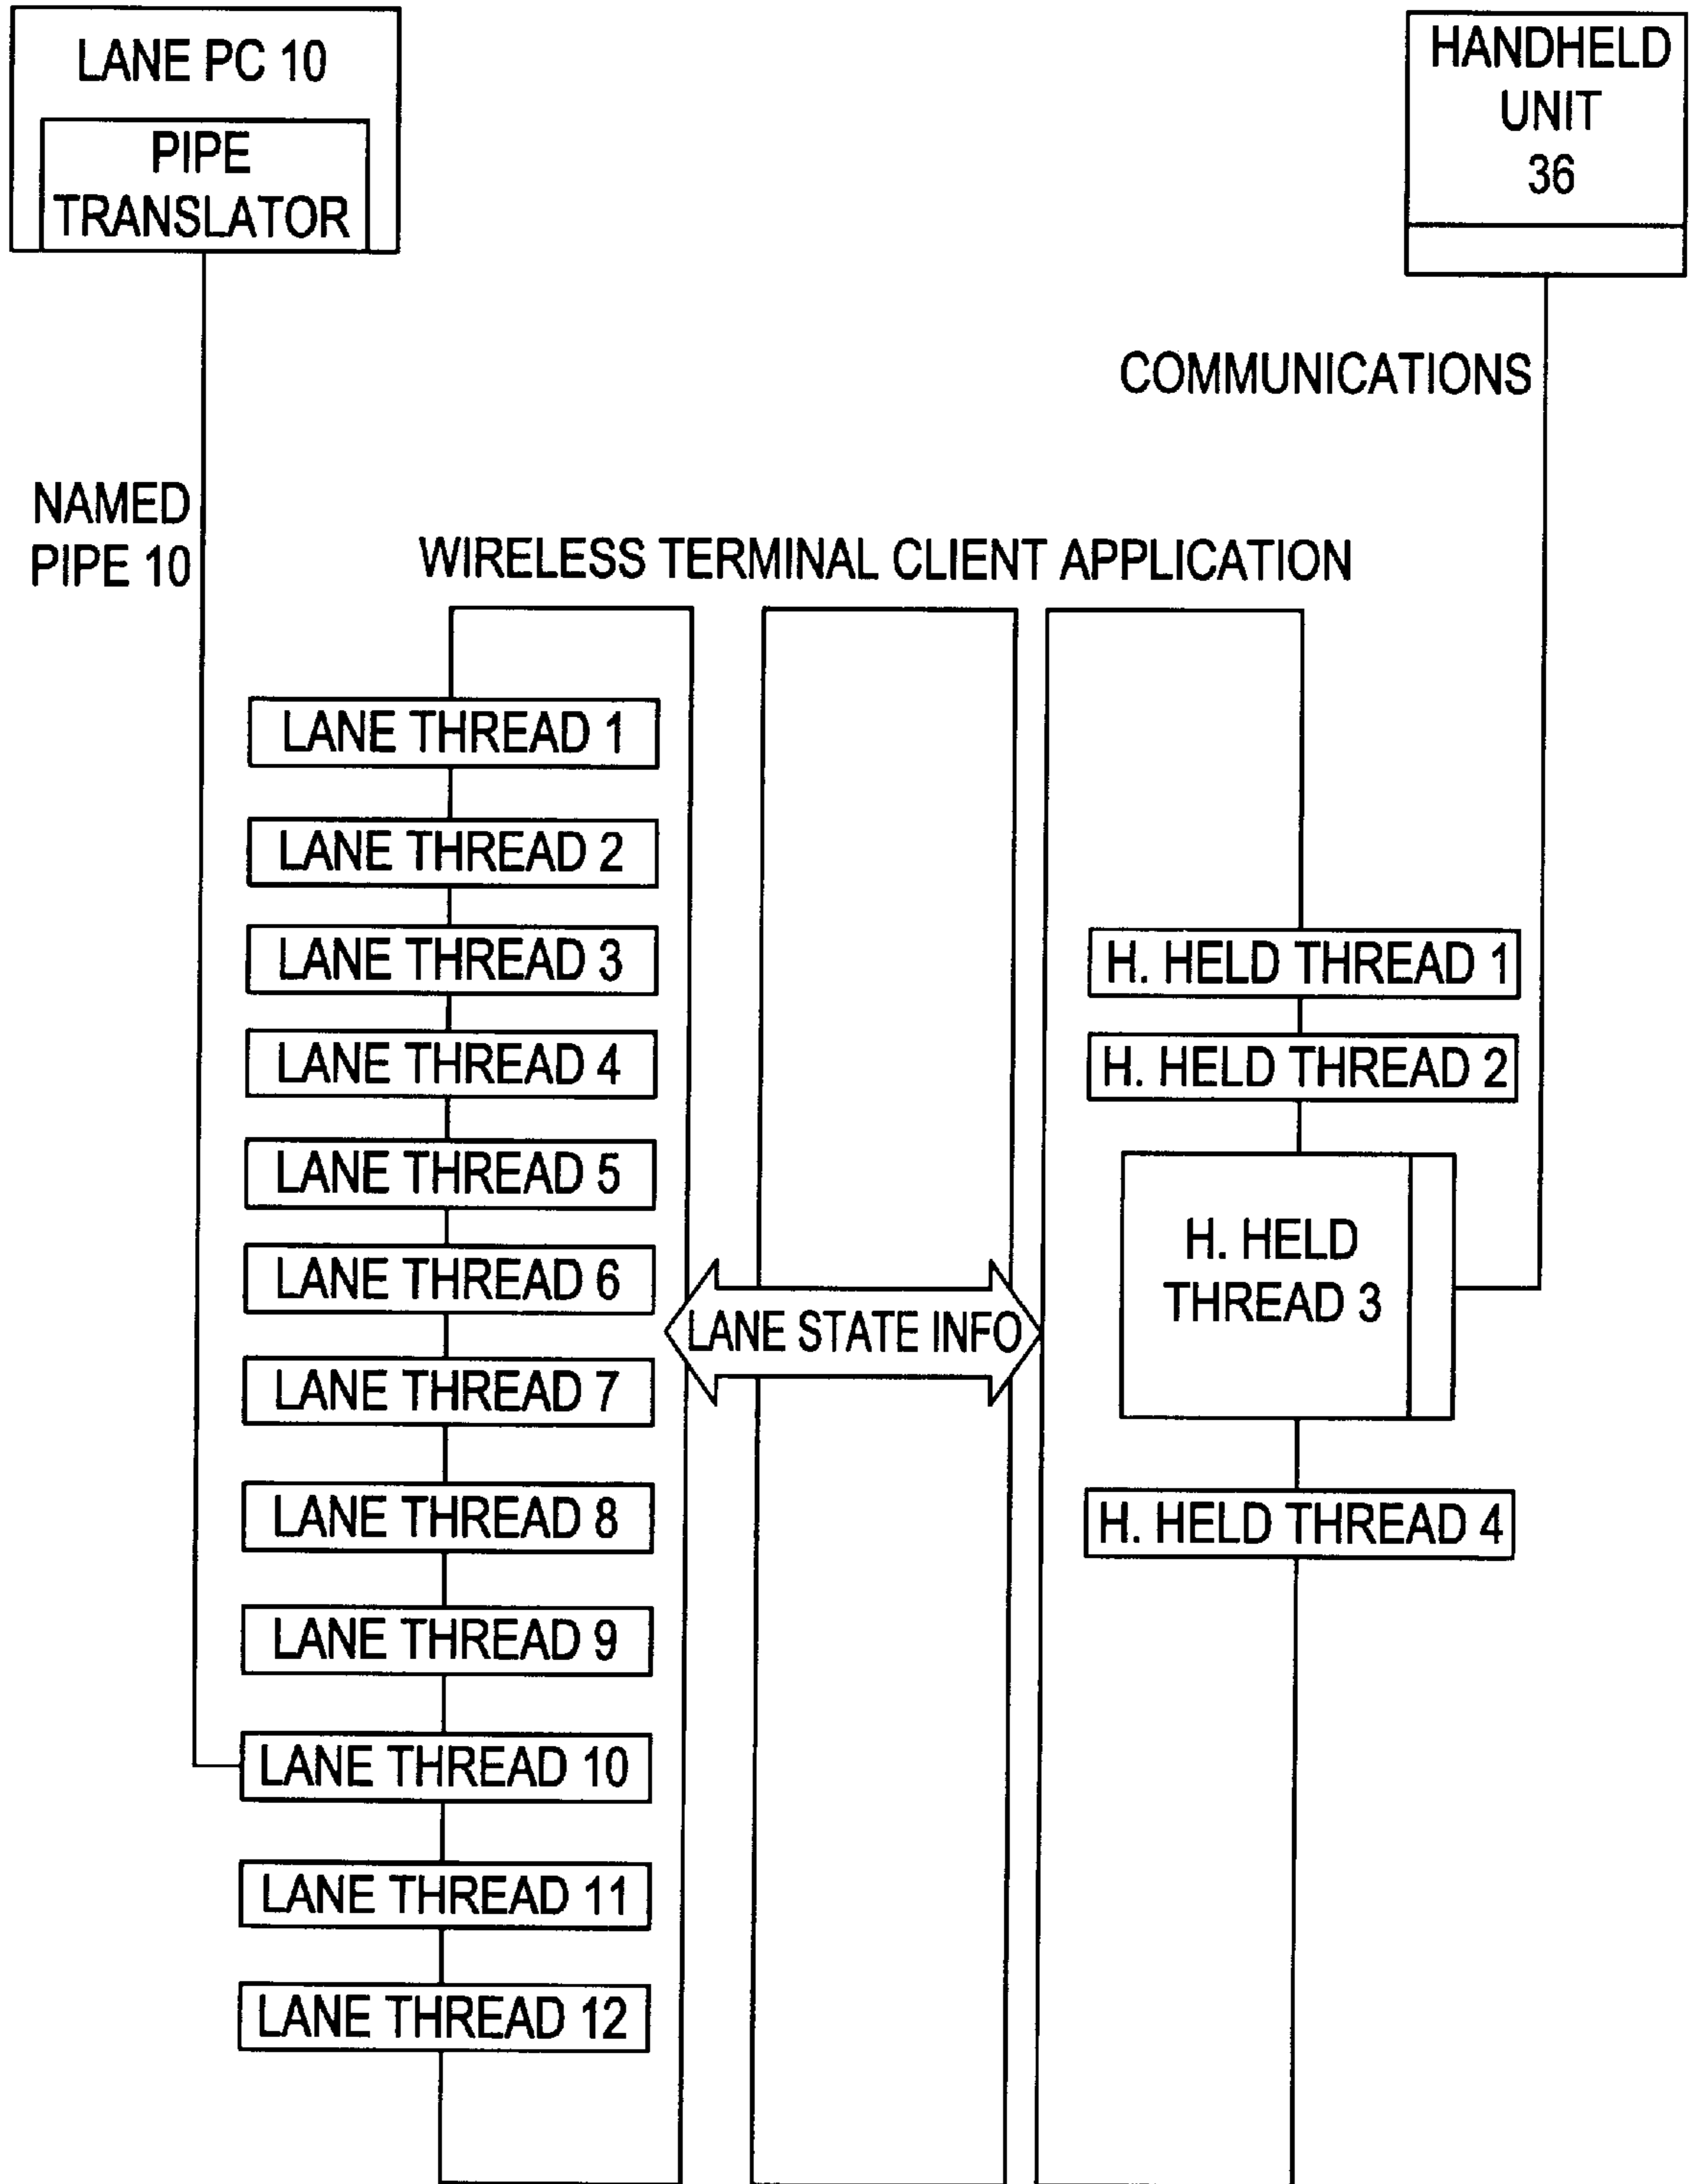 LANE PC 10
PIPE
TRANSLATOR
HANDHELD
UNIT
36
COMMUNICATIONS
NAMED
PIPE 10
WIRELESS TERMINAL CLIENT APPLICATION
LANE THREAD 1
LANE THREAD 2
LANE THREAD 3
LANE THREAD 4
LANE THREAD 5
LANE THREAD 6
LANE THREAD 7
LANE THREAD 8
LANE THREAD 9
LANE THREAD 10
LANE THREAD 11
LANE THREAD 12
LANE STATE INFO
H. HELD THREAD 1
H. HELD THREAD 2
H. HELD
THREAD 3
H. HELD THREAD 4